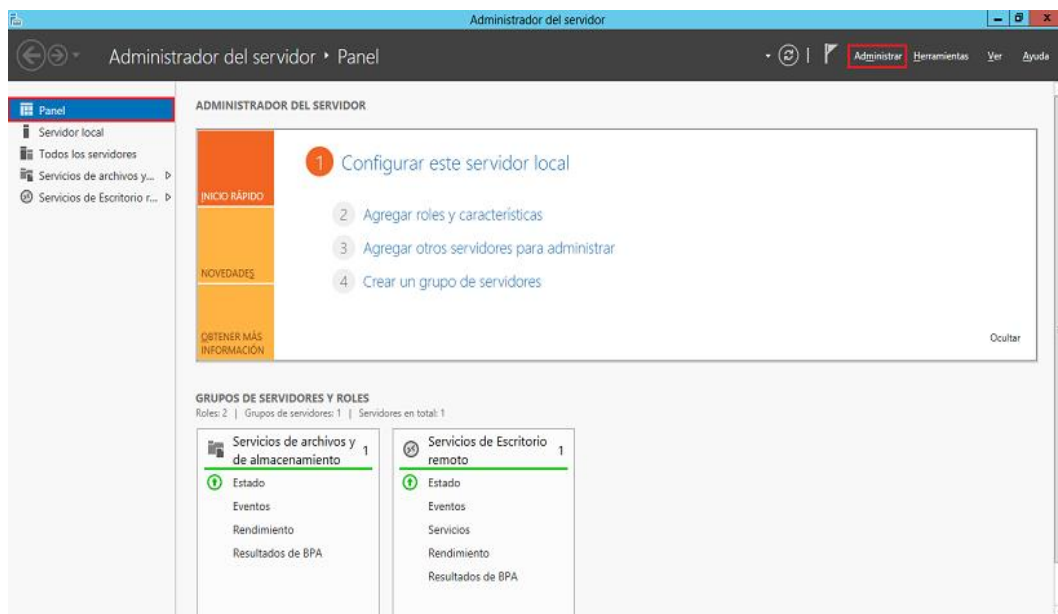 Administrador del servidor
Administrador del servidor • Panel
Administrar Herramientas Ver Ayuda
Panel
Servidor local
Todos los servidores
Servicios de archivos y...
Servicios de Escritorio r...
ADMINISTRADOR DEL SERVIDOR
INICIO RÁPIDO
NOVEDADES
OBTENER MÁS
INFORMACIÓN
1 Configurar este servidor local
2 Agregar roles y características
3 Agregar otros servidores para administrar
4 Crear un grupo de servidores
Ocultar
GRUPOS DE SERVIDORES Y ROLES
Roles: 2 | Grupos de servidores: 1 | Servidores en total: 1
Servicios de archivos y
de almacenamiento
1
Estado
Eventos
Rendimiento
Resultados de BPA
Servicios de Escritorio
remoto
1
Estado
Eventos
Servicios
Rendimiento
Resultados de BPA